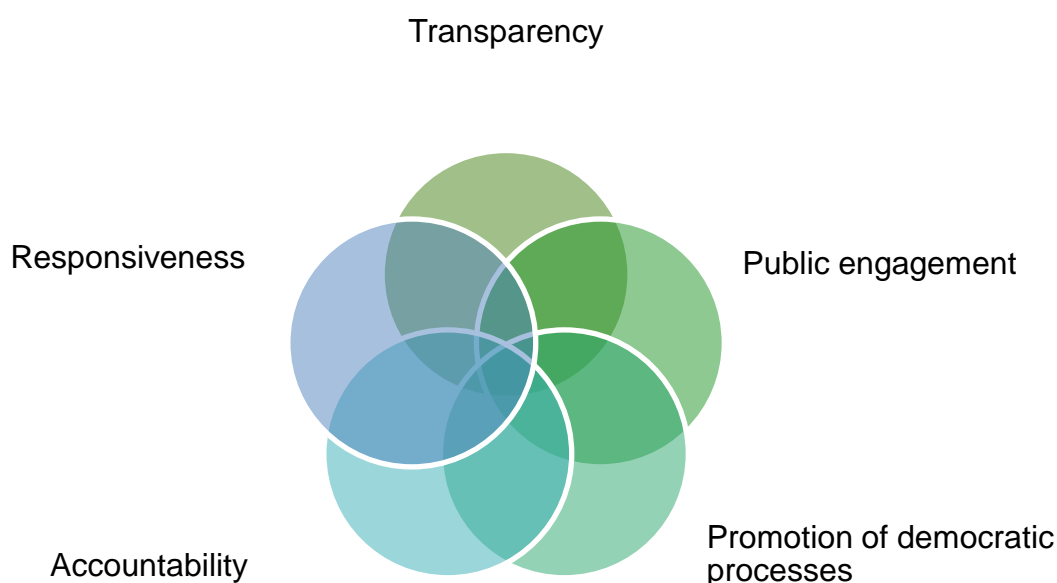 Transparency
Responsiveness
Public engagement
Accountability
Promotion of democratic
processes